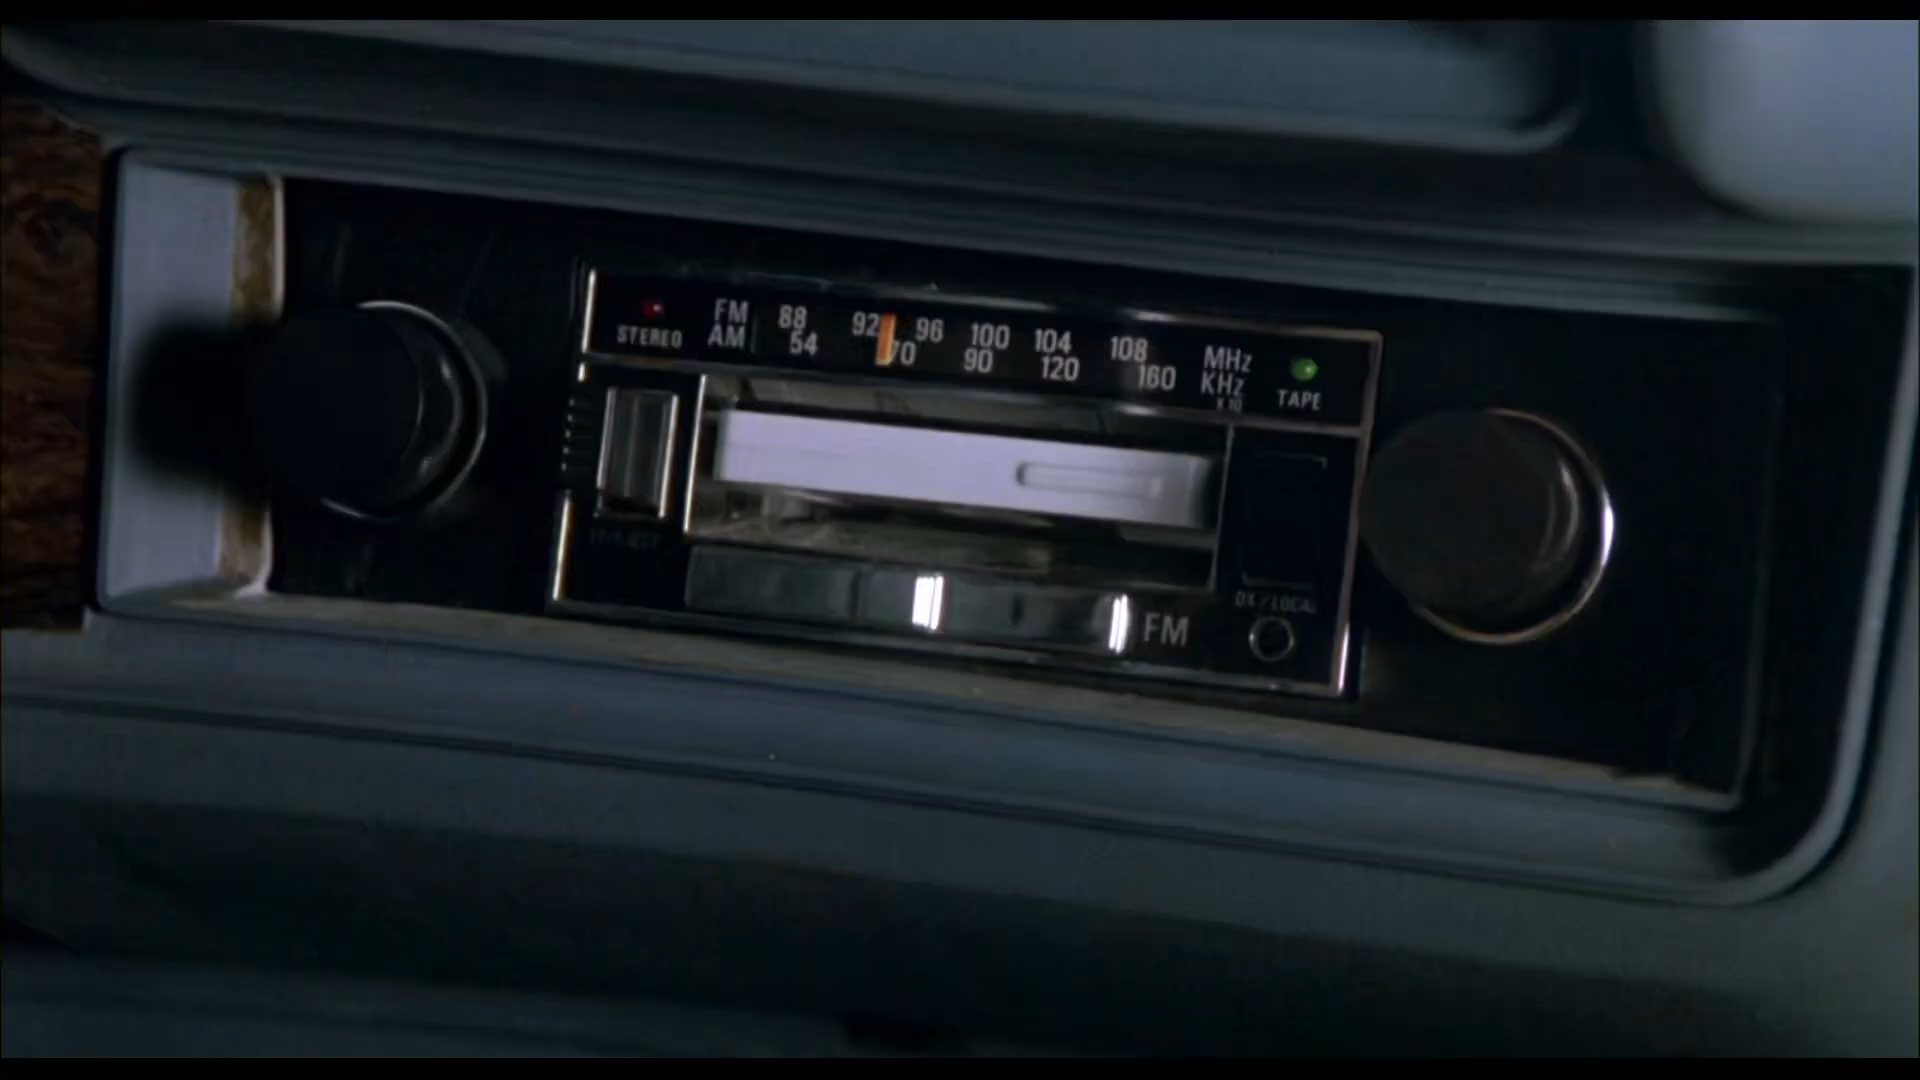 STEREO FM 88 92 96 100 104 108 MHz
AM 54 70 90 120 160 KHz TAPE
X 10
DX / LOCAL
FM